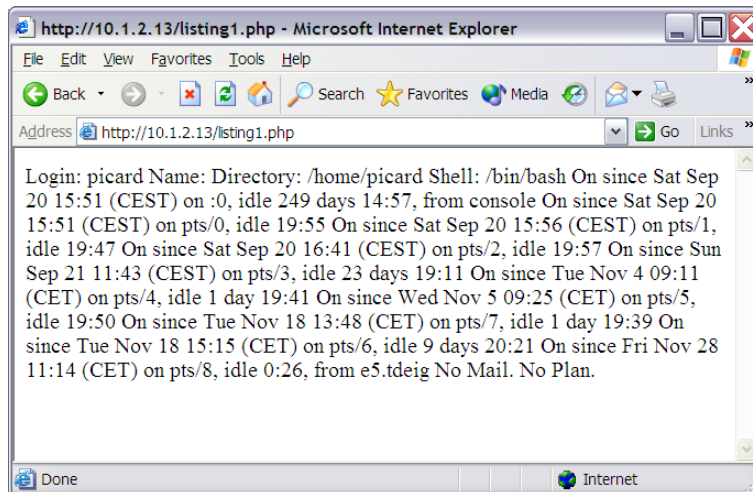 http://10.1.2.13/listing1.php - Microsoft Internet Explorer
File Edit View Favorites Tools Help
Back Search Favorites Media
Address http://10.1.2.13/listing1.php Go Links
Login: picard Name: Directory: /home/picard Shell: /bin/bash On since Sat Sep
20 15:51 (CEST) on :0, idle 249 days 14:57, from console On since Sat Sep 20
15:51 (CEST) on pts/0, idle 19:55 On since Sat Sep 20 15:56 (CEST) on pts/1,
idle 19:47 On since Sat Sep 20 16:41 (CEST) on pts/2, idle 19:57 On since Sun
Sep 21 11:43 (CEST) on pts/3, idle 23 days 19:11 On since Tue Nov 4 09:11
(CET) on pts/4, idle 1 day 19:41 On since Wed Nov 5 09:25 (CET) on pts/5,
idle 19:50 On since Tue Nov 18 13:48 (CET) on pts/7, idle 1 day 19:39 On
since Tue Nov 18 15:15 (CET) on pts/6, idle 9 days 20:21 On since Fri Nov 28
11:14 (CET) on pts/8, idle 0:26, from e5.tdeig No Mail. No Plan.
Done Internet